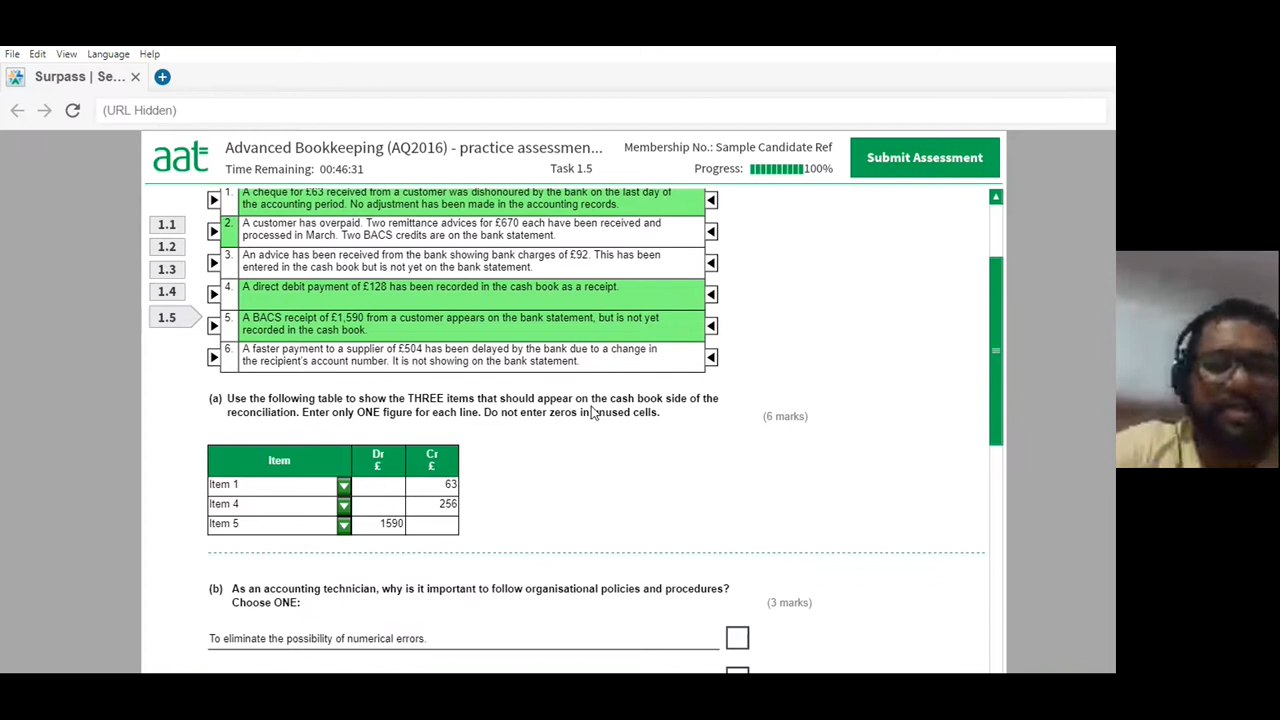 File Edit View Language Help
Surpass | Se...
(URL Hidden)
aat
Advanced Bookkeeping (AQ2016) - practice assessmen...
Membership No.: Sample Candidate Ref
Submit Assessment
Time Remaining: 00:46:31
Task 1.5
Progress: 100%
1.1
1.2
1.3
1.4
1.5
1. A cheque for £63 received from a customer was dishonoured by the bank on the last day of
the accounting period. No adjustment has been made in the accounting records.
2. A customer has overpaid. Two remittance advices for £670 each have been received and
processed in March. Two BACS credits are on the bank statement.
3. An advice has been received from the bank showing bank charges of £92. This has been
entered in the cash book but is not yet on the bank statement.
4. A direct debit payment of £128 has been recorded in the cash book as a receipt.
5. A BACS receipt of £1,590 from a customer appears on the bank statement, but is not yet
recorded in the cash book.
6. A faster payment to a supplier of £504 has been delayed by the bank due to a change in
the recipient's account number. It is not showing on the bank statement.
(a) Use the following table to show the THREE items that should appear on the cash book side of the
reconciliation. Enter only ONE figure for each line. Do not enter zeros in unused cells.
(6 marks)
Item Dr £ Cr £
Item 1 63
Item 4 256
Item 5 1590
(b) As an accounting technician, why is it important to follow organisational policies and procedures?
Choose ONE:
(3 marks)
To eliminate the possibility of numerical errors.